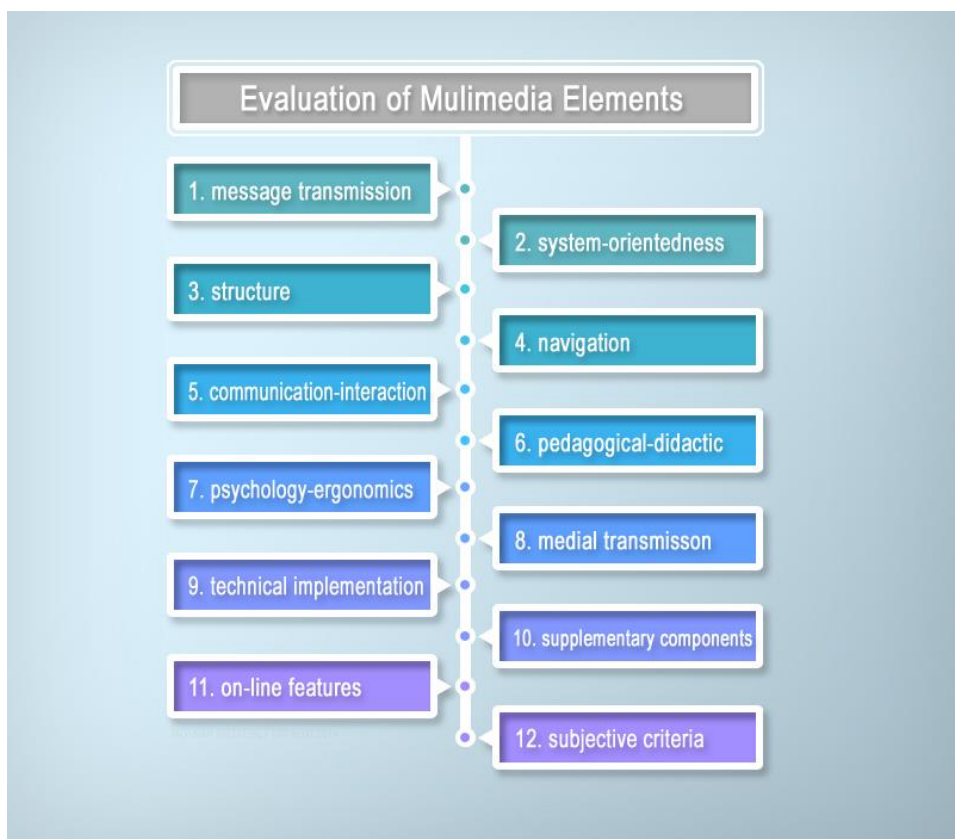 Evaluation of Mulimedia Elements
1. message transmission
2. system-orientedness
3. structure
4. navigation
5. communication-interaction
6. pedagogical-didactic
7. psychology-ergonomics
8. medial transmisson
9. technical implementation
10. supplementary components
11. on-line features
12. subjective criteria